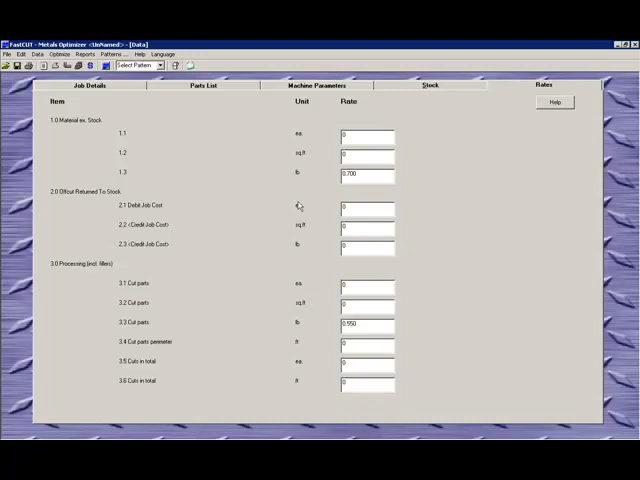 FastCUT - Metals Optimizer <UnNamed> - [Data]
File Edit Data Optimize Reports Patterns ... Help Language
Select Pattern
Job Details Parts List Machine Parameters Stock Rates
Item Unit Rate Help
1.0 Material ex. Stock
1.1 ea. 0
1.2 sq.ft 0
1.3 lb 0.700
2.0 Offcut Returned To Stock
2.1 Debit Job Cost 0
2.2 <Credit Job Cost> sq.ft 0
2.3 <Credit Job Cost> lb 0
3.0 Processing (incl. fillers)
3.1 Cut parts ea. 0
3.2 Cut parts sq.ft 0
3.3 Cut parts lb 0.550
3.4 Cut parts perimeter ft 0
3.5 Cuts in total ea. 0
3.6 Cuts in total ft 0